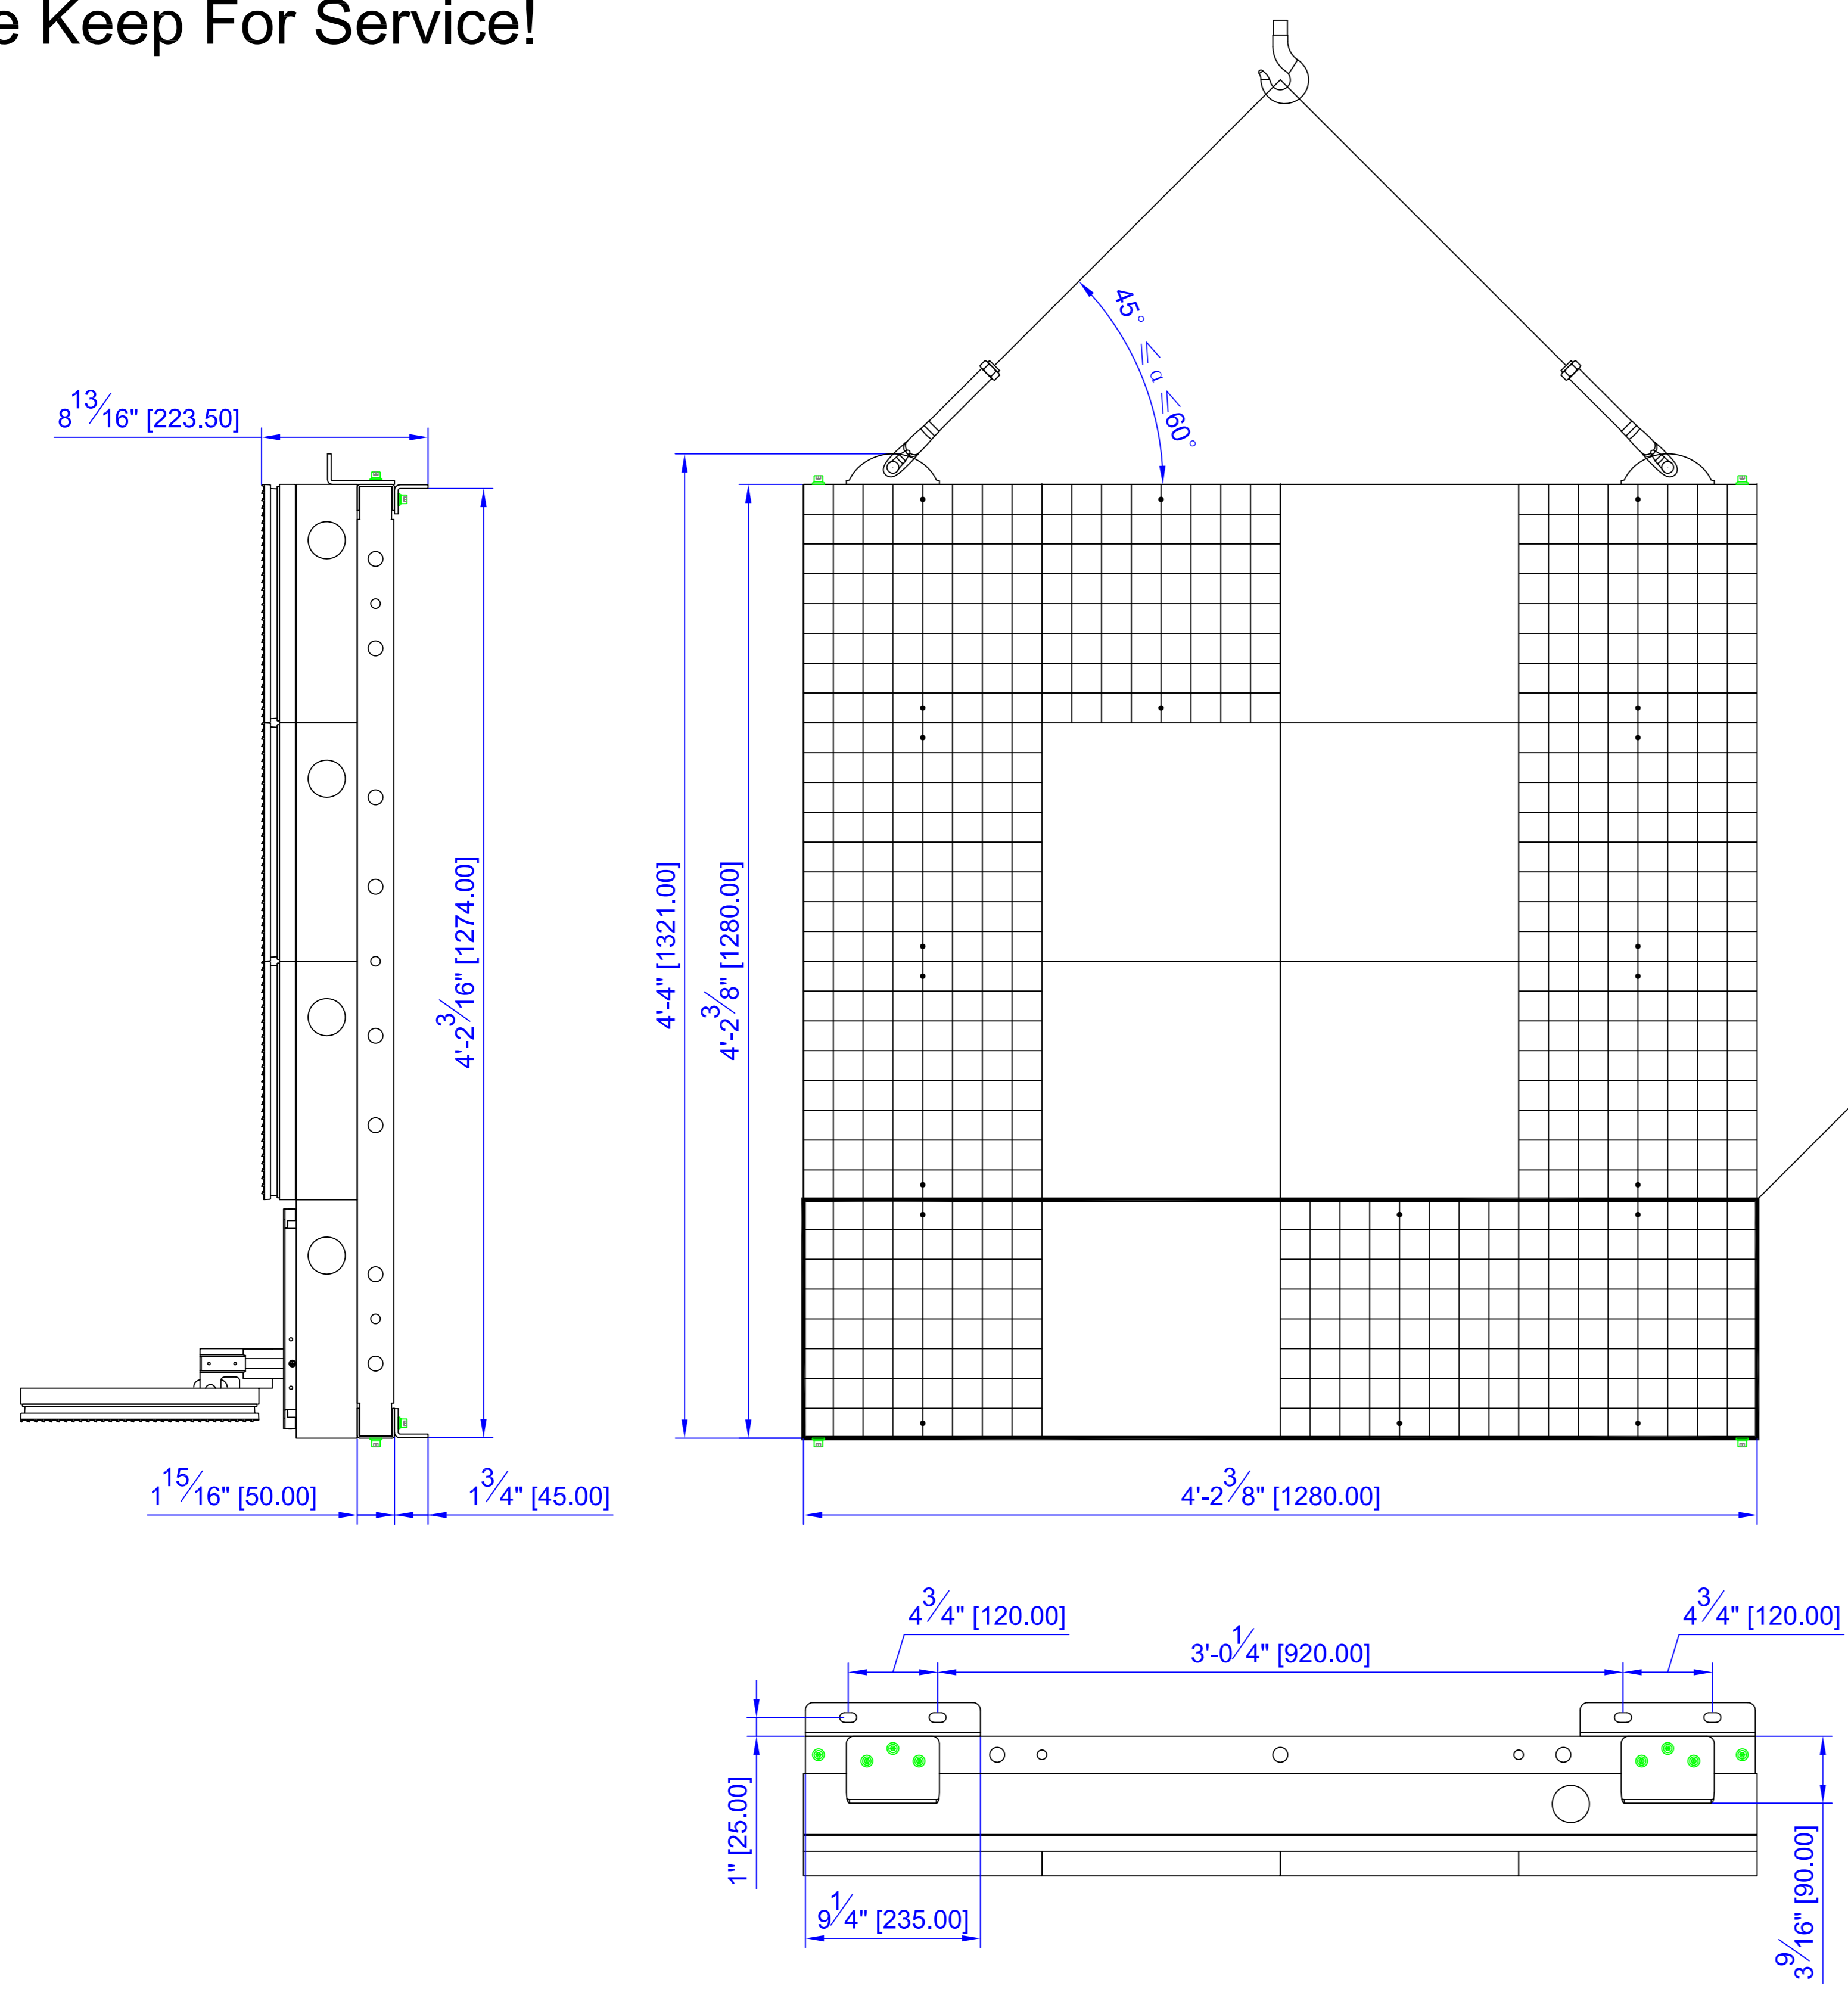 e Keep For Service!
45° ≤ α ≤60°
8 13/16" [223.50]
4'-2 3/16" [1274.00]
4'-4" [1321.00]
4'-2 3/8" [1280.00]
1 15/16" [50.00]
1 3/4" [45.00]
4'-2 3/8" [1280.00]
4 3/4" [120.00]
3'-0 1/4" [920.00]
4 3/4" [120.00]
1" [25.00]
9 1/4" [235.00]
3 9/16" [90.00]